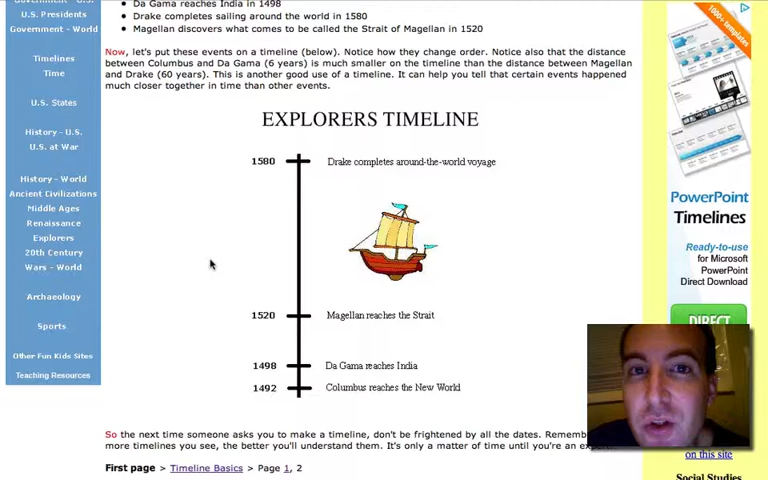 Government - U.S.
U.S. Presidents
Government - World
Timelines
Time
U.S. States
History - U.S.
U.S. at War
History - World
Ancient Civilizations
Middle Ages
Renaissance
Explorers
20th Century
Wars - World
Archaeology
Sports
Other Fun Kids Sites
Teaching Resources
Da Gama reaches India in 1498
Drake completes sailing around the world in 1580
Magellan discovers what comes to be called the Strait of Magellan in 1520
Now, let's put these events on a timeline (below). Notice how they change order. Notice also that the distance
between Columbus and Da Gama (6 years) is much smaller on the timeline than the distance between Magellan
and Drake (60 years). This is another good use of a timeline. It can help you tell that certain events happened
much closer together in time than other events.
EXPLORERS TIMELINE
1580 Drake completes around-the-world voyage
1520 Magellan reaches the Strait
1498 Da Gama reaches India
1492 Columbus reaches the New World
So the next time someone asks you to make a timeline, don't be frightened by all the dates. Rememb
more timelines you see, the better you'll understand them. It's only a matter of time until you're an
First page > Timeline Basics > Page 1, 2
1000+ templates
PowerPoint
Timelines
Ready-to-use
for Microsoft
PowerPoint
Direct Download
DIRECT
on this site
Social Studies